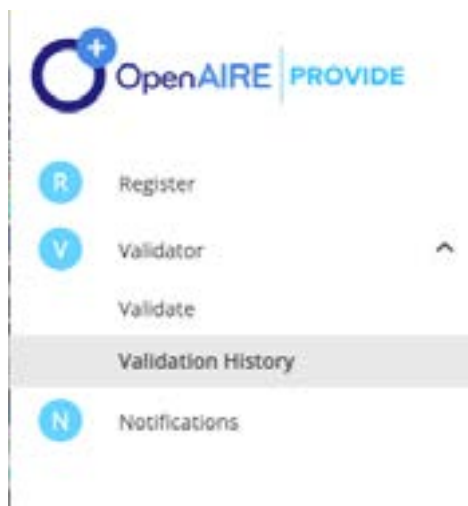 OpenAIRE PROVIDE
R Register
V Validator
Validate
Validation History
N Notifications